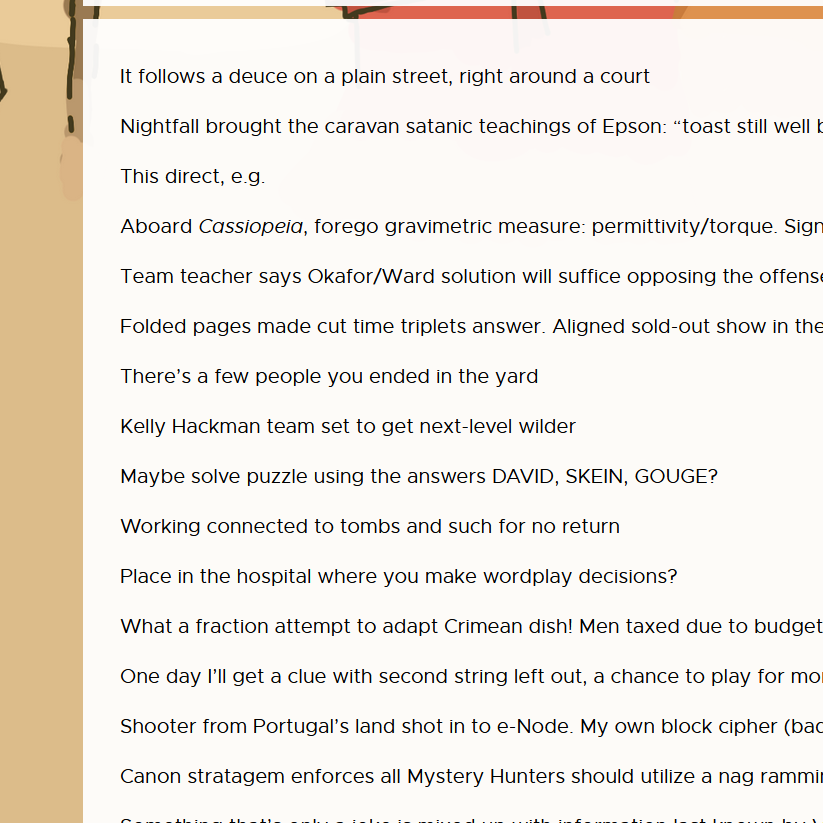 It follows a deuce on a plain street, right around a court
Nightfall brought the caravan satanic teachings of Epson: “toast still well
This direct, e.g.
Aboard Cassiopeia, forego gravimetric measure: permittivity/torque.
Team teacher says Okafor/Ward solution will suffice opposing the
Folded pages made cut time triplets answer. Aligned sold-out show in the
There’s a few people you ended in the yard
Kelly Hackman team set to get next-level wilder
Maybe solve puzzle using the answers DAVID, SKEIN, GOUGE?
Working connected to tombs and such for no return
Place in the hospital where you make wordplay decisions?
What a fraction attempt to adapt Crimean dish! Men taxed due to budget
One day I’ll get a clue with second string left out, a chance to play for
Shooter from Portugal’s land shot in to e-Node. My own block cipher
Canon stratagem enforces all Mystery Hunters should utilize a nag